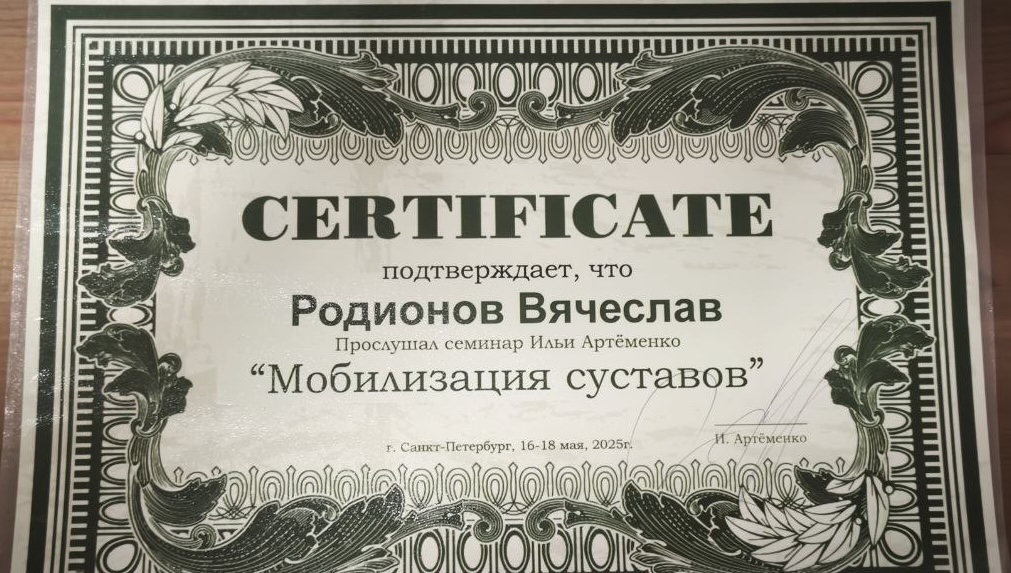 CERTIFICATE
подтверждает, что
Родионов Вячеслав
Прослушал семинар Ильи Артёменко
“Мобилизация суставов”
г. Санкт-Петербург, 16-18 мая, 2025г.
И. Артёменко